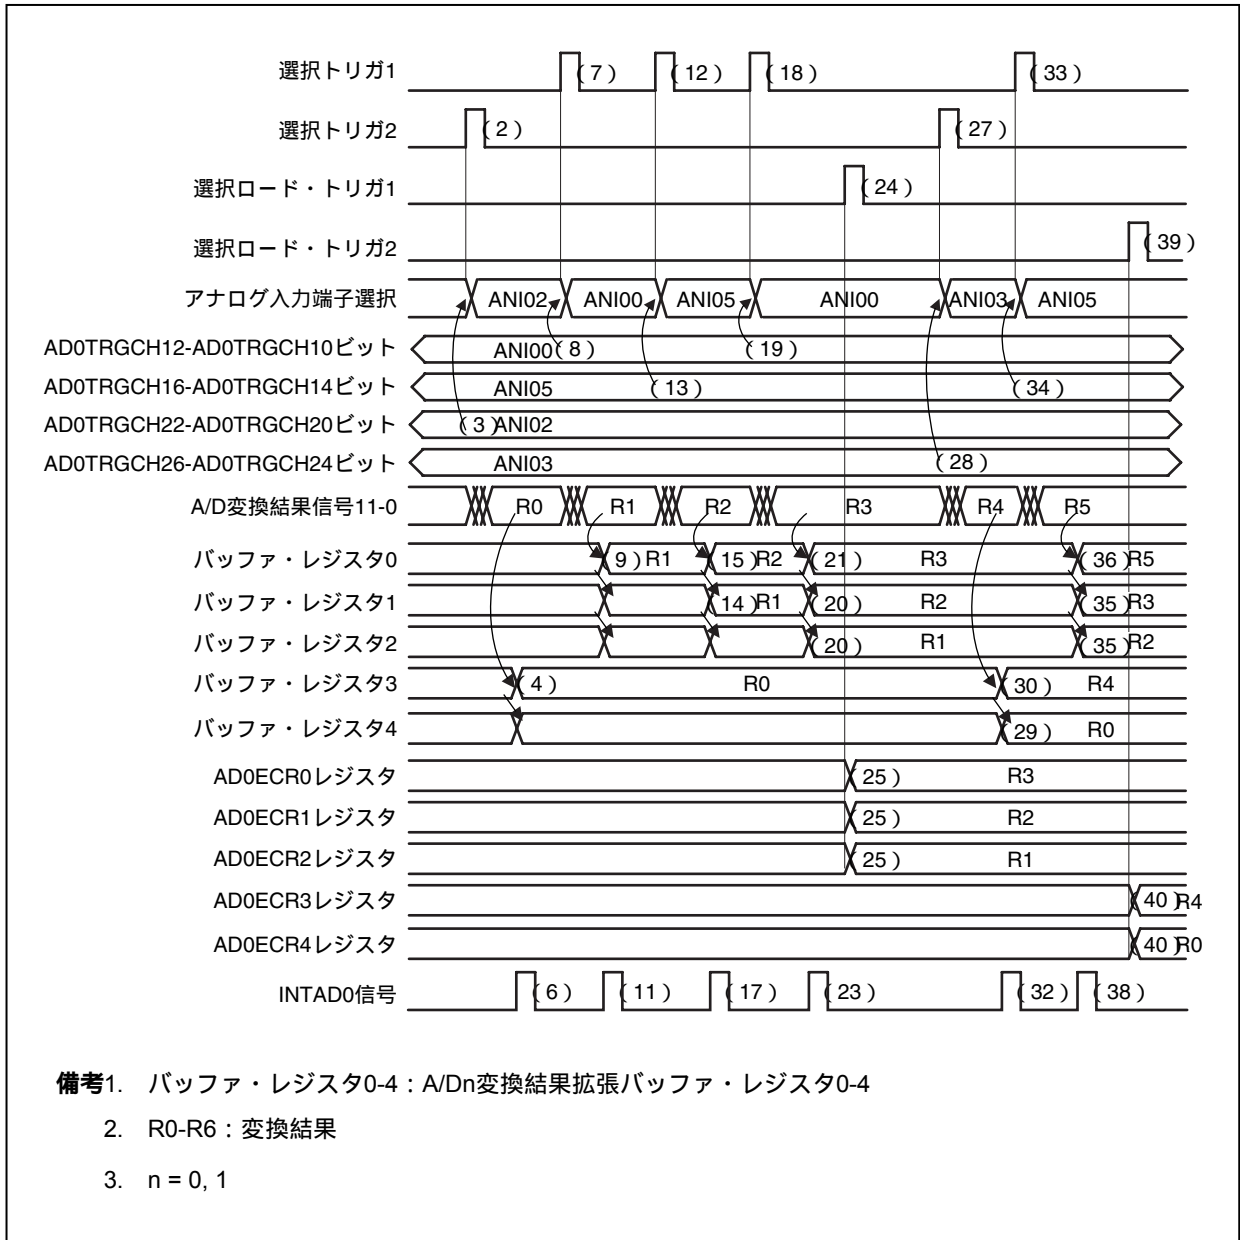 選択トリガ1 (7) (12) (18) (33)
選択トリガ2 (2) (27)
選択ロード・トリガ1 (24)
選択ロード・トリガ2 (39)
アナログ入力端子選択 ANI02 ANI00 ANI05 ANI00 ANI03 ANI05
AD0TRGCH12-AD0TRGCH10ビット ANI00 (8) (19)
AD0TRGCH16-AD0TRGCH14ビット ANI05 (13) (34)
AD0TRGCH22-AD0TRGCH20ビット (3) ANI02
AD0TRGCH26-AD0TRGCH24ビット ANI03 (28)
A/D変換結果信号11-0 R0 R1 R2 R3 R4 R5
バッファ・レジスタ0 (9) R1 (15) R2 (21) R3 (36) R5
バッファ・レジスタ1 (14) R1 (20) R2 (35) R3
バッファ・レジスタ2 (20) R1 (35) R2
バッファ・レジスタ3 (4) R0 (30) R4
バッファ・レジスタ4 (29) R0
AD0ECR0レジスタ (25) R3
AD0ECR1レジスタ (25) R2
AD0ECR2レジスタ (25) R1
AD0ECR3レジスタ (40) R4
AD0ECR4レジスタ (40) R0
INTAD0信号 (6) (11) (17) (23) (32) (38)
備考1. バッファ・レジスタ0-4：A/Dn変換結果拡張バッファ・レジスタ0-4
2. R0-R6：変換結果
3. n = 0, 1